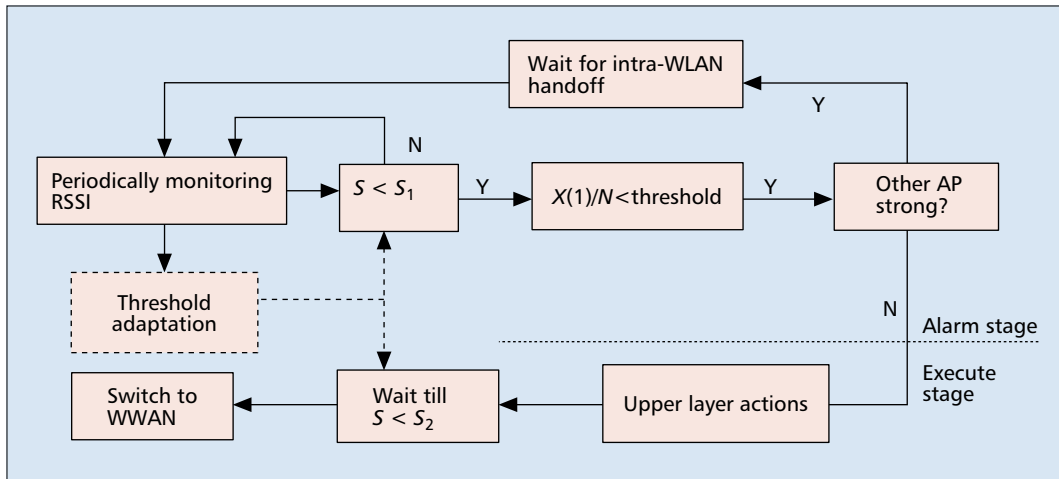 Wait for intra-WLAN
handoff
Y
N
Periodically monitoring
RSSI
S < S1
Y
X(1)/N<threshold
Y
Other AP
strong?
Threshold
adaptation
N
Alarm stage
Switch to
WWAN
Wait till
S < S2
Upper layer actions
Execute
stage